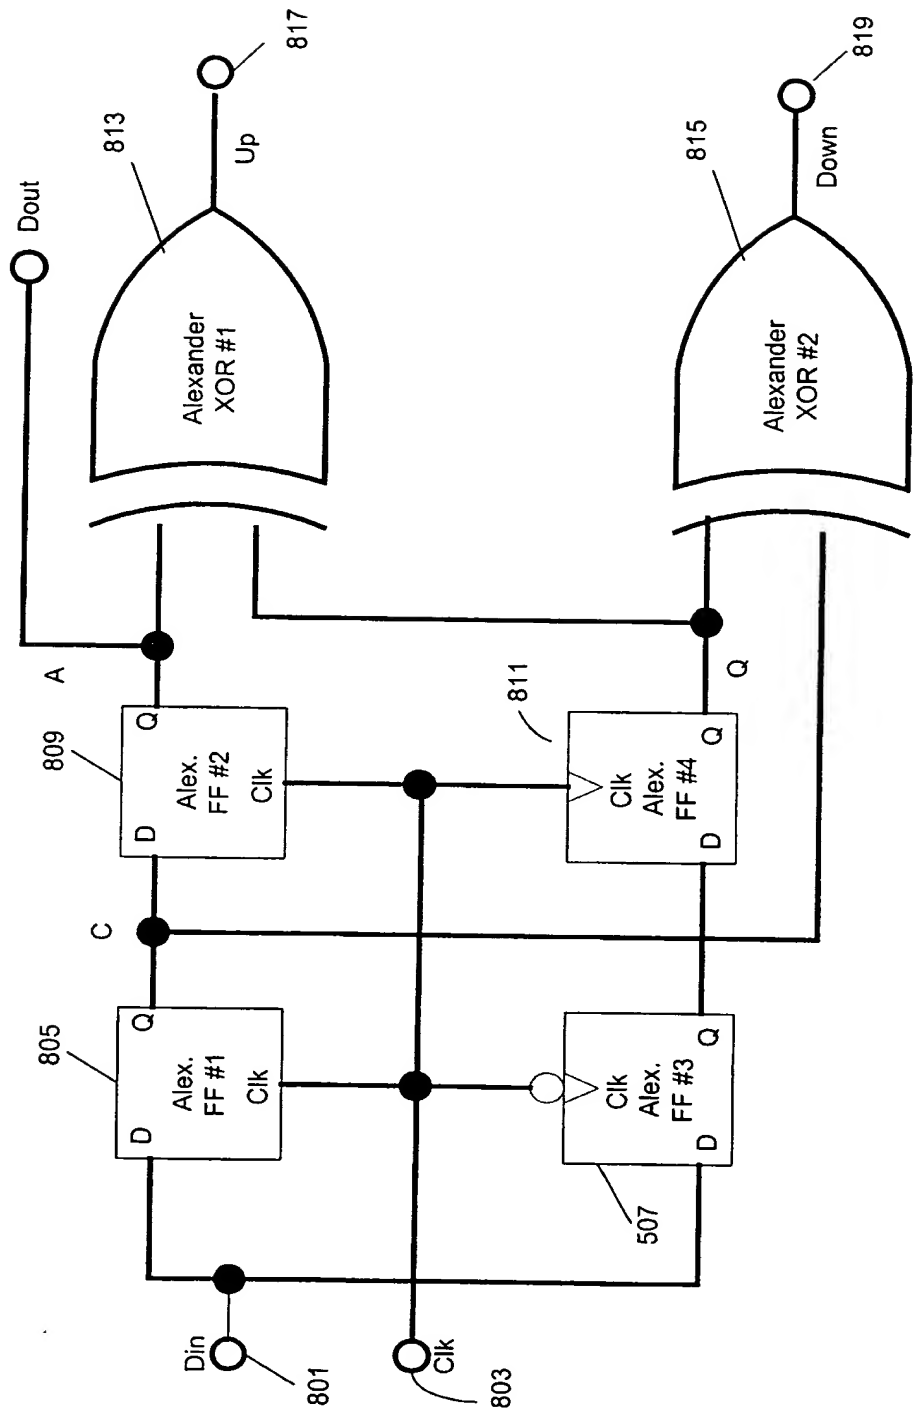 Dout
817
813
Up
Alexander
XOR #1
A
809
Q
Alex.
FF #2
Clk
D
C
805
Q
Alex.
FF #1
Clk
D
Din
801
Clk
803
819
Down
815
Alexander
XOR #2
Q
811
Clk
Alex.
FF #4
Q
D
Clk
Alex.
FF #3
Q
D
507